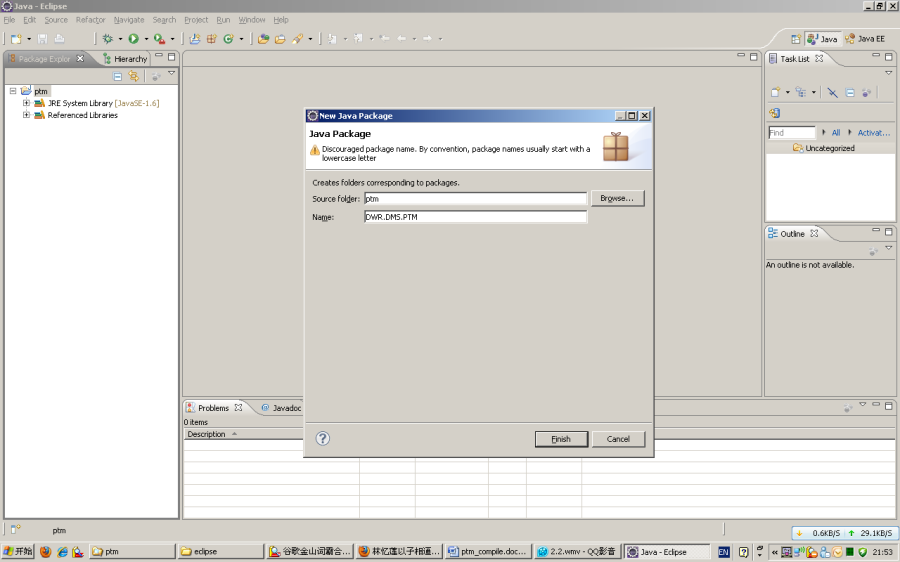 Java - Eclipse
File Edit Source Refactor Navigate Search Project Run Window Help
Java Java EE
Package Explor Hierarchy
ptm
JRE System Library [JavaSE-1.6]
Referenced Libraries
New Java Package
Java Package
Discouraged package name. By convention, package names usually start with a
lowercase letter
Creates folders corresponding to packages.
Source folder: ptm Browse...
Name: DWR.DMS.PTM
Finish Cancel
Task List
Find All Activat...
Uncategorized
Outline
An outline is not available.
Problems Javadoc
0 items
Description
ptm
0.6KB/S 29.1KB/S
开始 ptm eclipse 谷歌金山词霸合... 林忆莲以子相逼... ptm_compile.doc... 2.2.wmv - QQ影音 Java - Eclipse EN 21:53